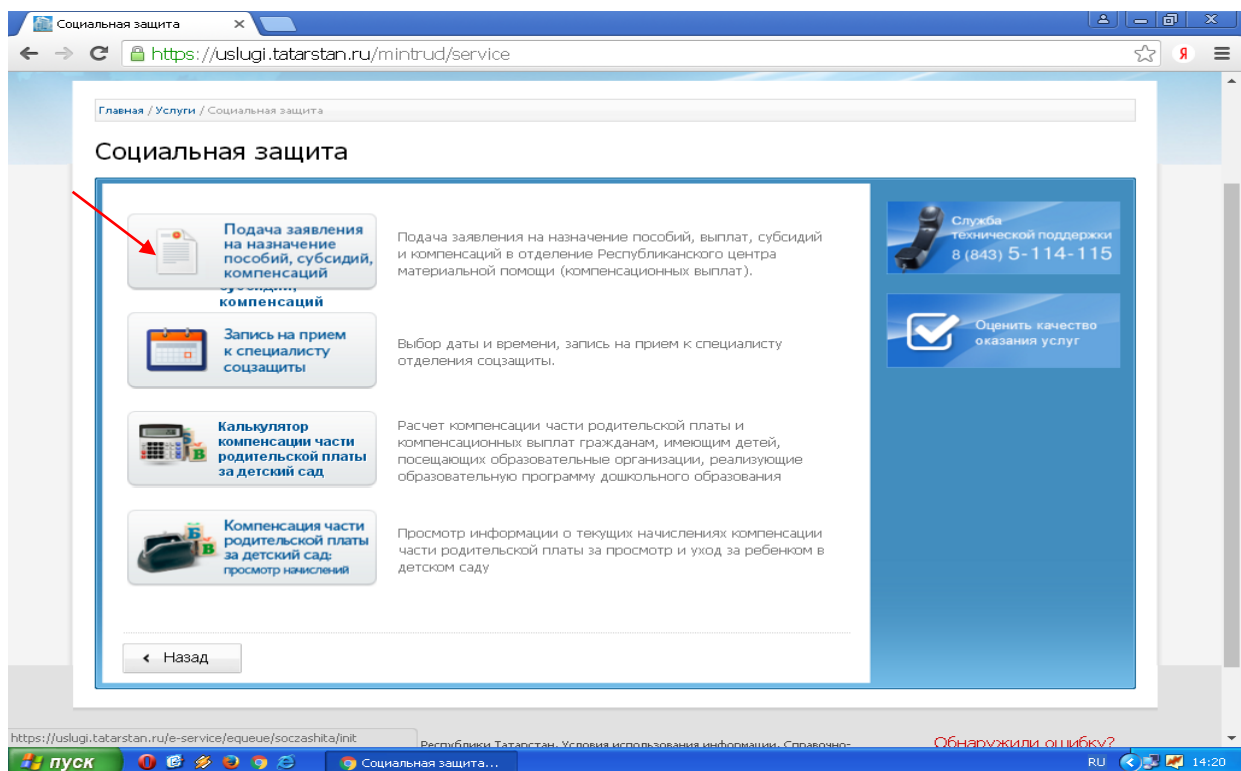 Социальная защита
https://uslugi.tatarstan.ru/mintrud/service
Я
Главная / Услуги / Социальная защита
Социальная защита
Подача заявления
на назначение
пособий, субсидий,
компенсаций
компенсаций
Подача заявления на назначение пособий, выплат, субсидий
и компенсаций в отделение Республиканского центра
материальной помощи (компенсационных выплат).
Запись на прием
к специалисту
соцзащиты
Выбор даты и времени, запись на прием к специалисту
отделения соцзащиты.
Калькулятор
компенсации части
родительской платы
за детский сад
Расчет компенсации части родительской платы и
компенсационных выплат гражданам, имеющим детей,
посещающих образовательные организации, реализующие
образовательную программу дошкольного образования
Компенсация части
родительской платы
за детский сад:
просмотр начислений
Просмотр информации о текущих начислениях компенсации
части родительской платы за просмотр и уход за ребенком в
детском саду
Служба
технической поддержки
8 (843) 5-114-115
Оценить качество
оказания услуг
Назад
https://uslugi.tatarstan.ru/e-service/equeue/soczashita/init
Республики Татарстан. Условия использования информации. Справочно-
Обнаружили ошибку?
пуск
Социальная защита...
RU
14:20